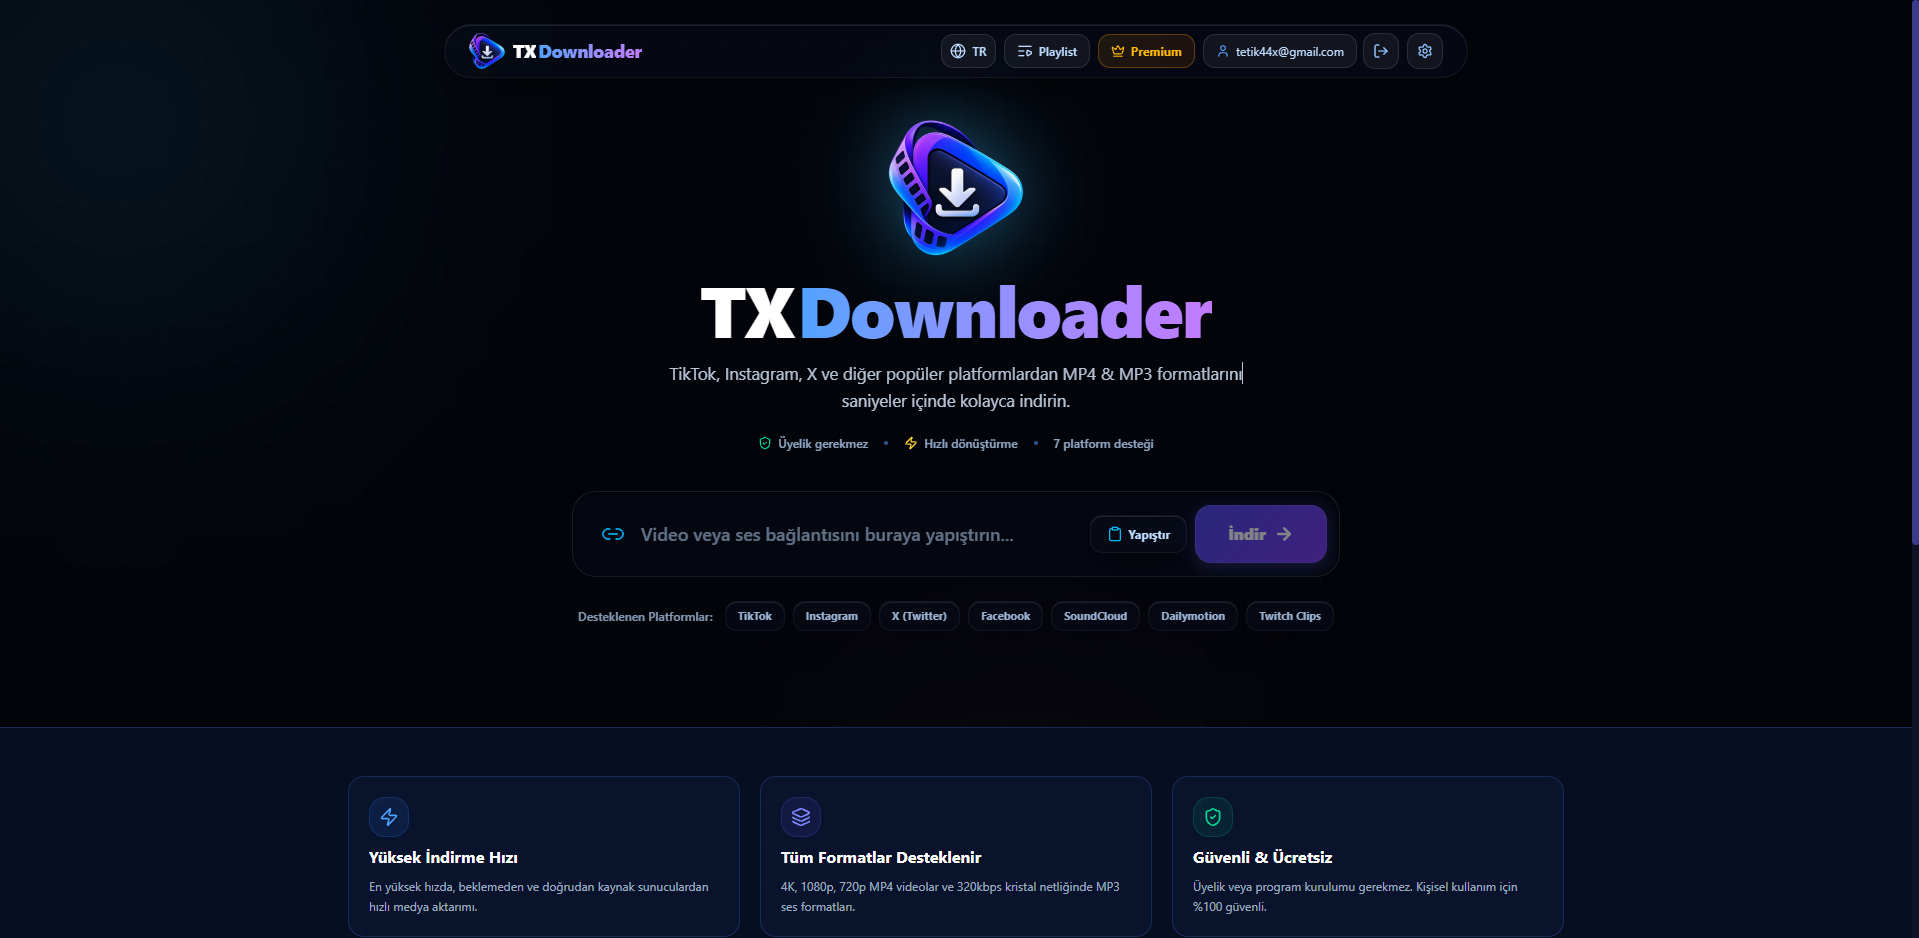 TX Downloader
TR
Playlist
Premium
tetik44x@gmail.com
TXDownloader
TikTok, Instagram, X ve diğer popüler platformlardan MP4 & MP3 formatlarını
saniyeler içinde kolayca indirin.
Üyelik gerekmez • Hızlı dönüştürme • 7 platform desteği
Video veya ses bağlantısını buraya yapıştırın...
Yapıştır
İndir
Desteklenen Platformlar: TikTok Instagram X (Twitter) Facebook SoundCloud Dailymotion Twitch Clips
Yüksek İndirme Hızı
En yüksek hızda, beklemeden ve doğrudan kaynak sunuculardan
hızlı medya aktarımı.
Tüm Formatlar Desteklenir
4K, 1080p, 720p MP4 videolar ve 320kbps kristal netliğinde MP3
ses formatları.
Güvenli & Ücretsiz
Üyelik veya program kurulumu gerekmez. Kişisel kullanım için
%100 güvenli.